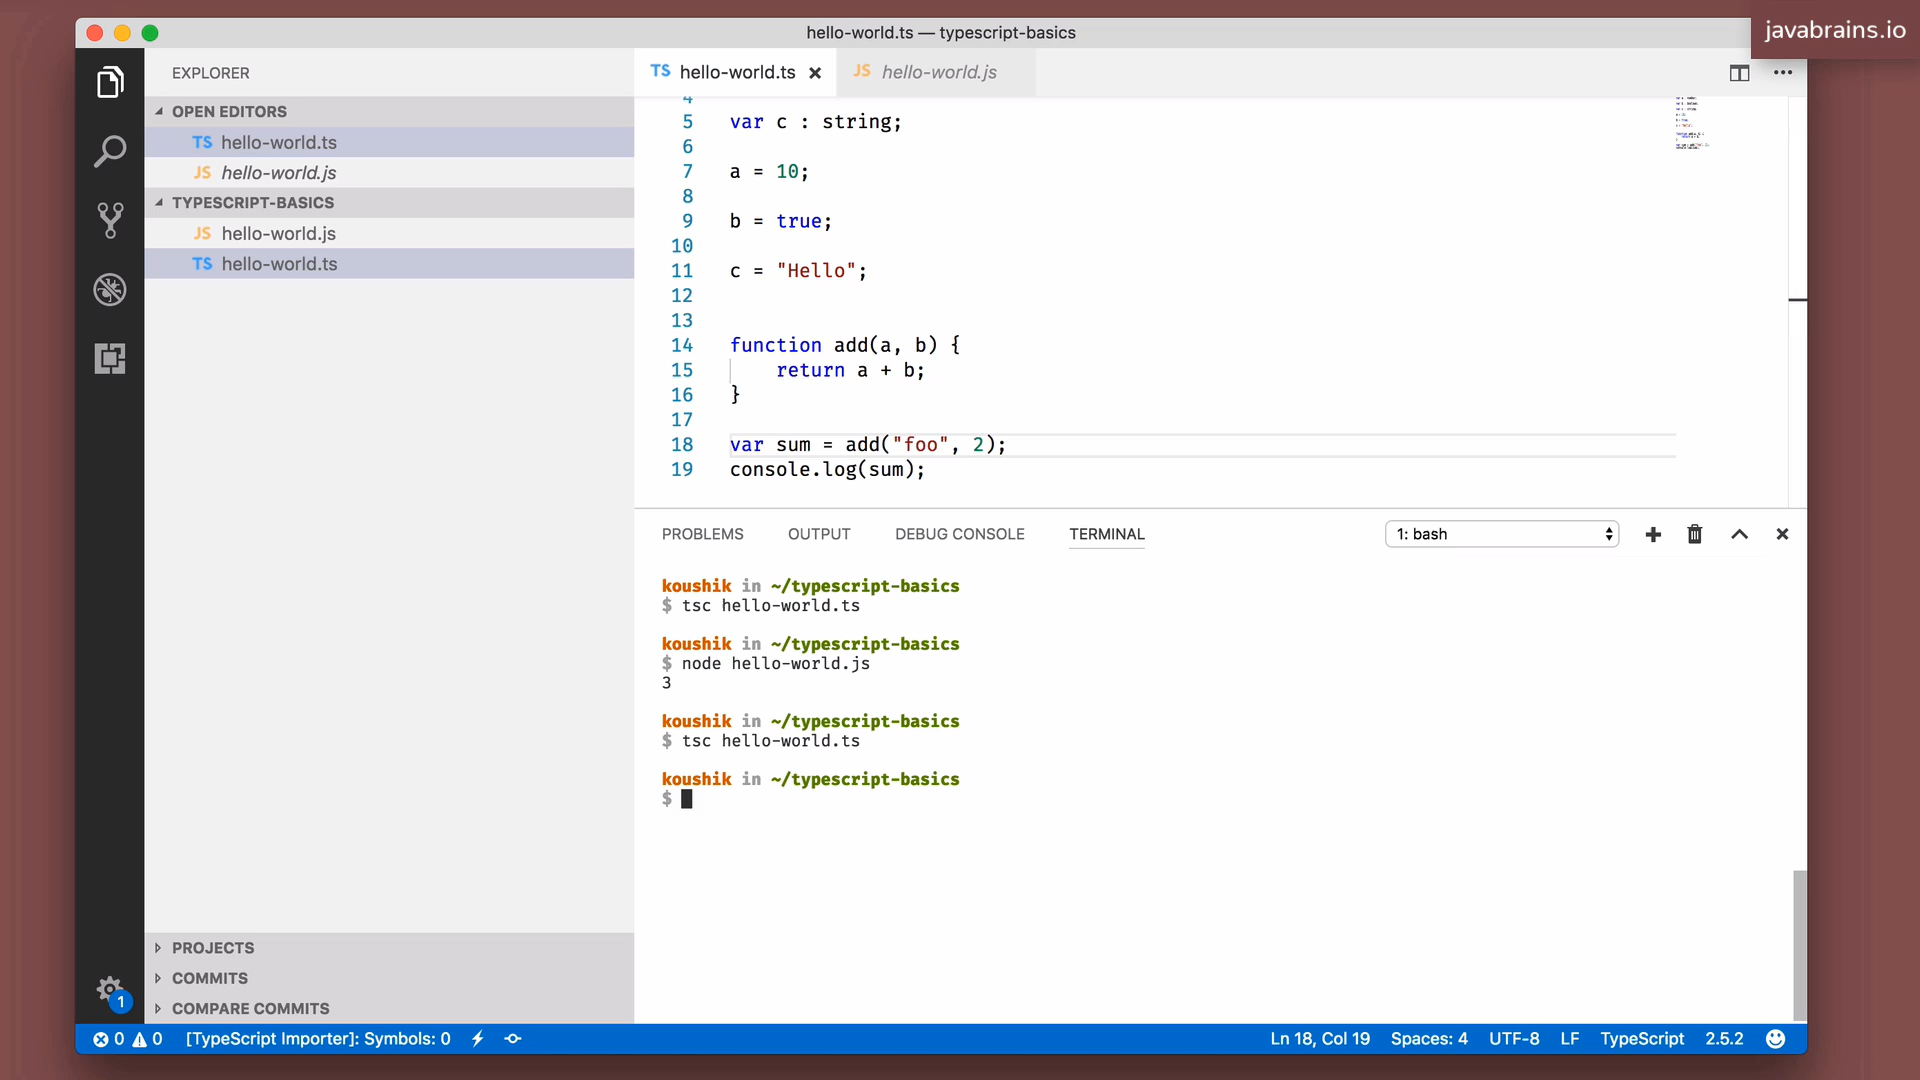 hello-world.ts — typescript-basics
javabrains.io
EXPLORER
OPEN EDITORS
TS hello-world.ts
JS hello-world.js
TYPESCRIPT-BASICS
JS hello-world.js
TS hello-world.ts
PROJECTS
COMMITS
COMPARE COMMITS
1
TS hello-world.ts
JS hello-world.js
4
5 var c : string;
6
7 a = 10;
8
9 b = true;
10
11 c = "Hello";
12
13
14 function add(a, b) {
15 return a + b;
16 }
17
18 var sum = add("foo", 2);
19 console.log(sum);
PROBLEMS OUTPUT DEBUG CONSOLE TERMINAL 1: bash
koushik in ~/typescript-basics
$ tsc hello-world.ts
koushik in ~/typescript-basics
$ node hello-world.js
3
koushik in ~/typescript-basics
$ tsc hello-world.ts
koushik in ~/typescript-basics
$
0 0 [TypeScript Importer]: Symbols: 0 Ln 18, Col 19 Spaces: 4 UTF-8 LF TypeScript 2.5.2